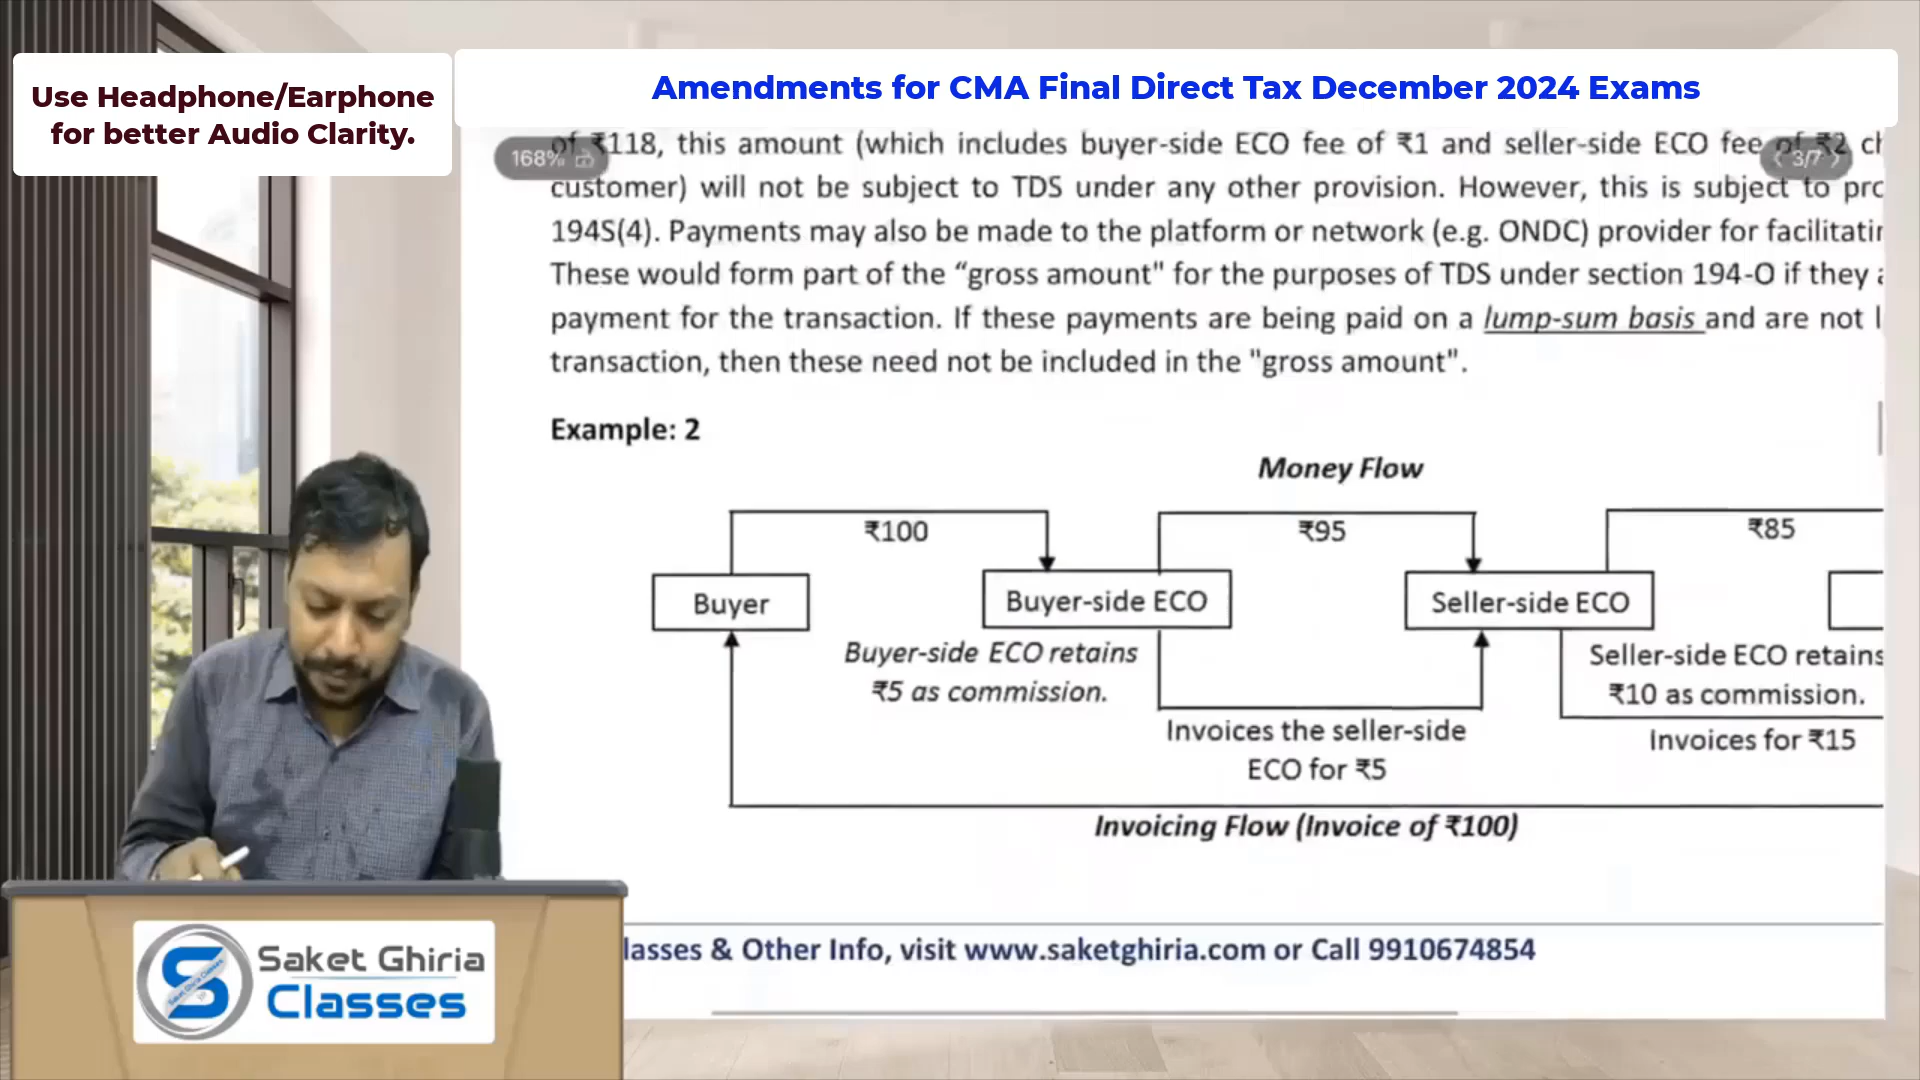 Use Headphone/Earphone
for better Audio Clarity.
Amendments for CMA Final Direct Tax December 2024 Exams
168%
3/7
of ₹118, this amount (which includes buyer-side ECO fee of ₹1 and seller-side ECO fee of ₹2
customer) will not be subject to TDS under any other provision. However, this is subject to
194S(4). Payments may also be made to the platform or network (e.g. ONDC) provider for
These would form part of the “gross amount" for the purposes of TDS under section 194-O if they
payment for the transaction. If these payments are being paid on a lump-sum basis and are not
transaction, then these need not be included in the "gross amount".
Example: 2
Money Flow
₹100
₹95
₹85
Buyer
Buyer-side ECO
Seller-side ECO
Buyer-side ECO retains
₹5 as commission.
Seller-side ECO retains
₹10 as commission.
Invoices the seller-side
ECO for ₹5
Invoices for ₹15
Invoicing Flow (Invoice of ₹100)
lasses & Other Info, visit www.saketghiria.com or Call 9910674854
Saket Ghiria
Classes